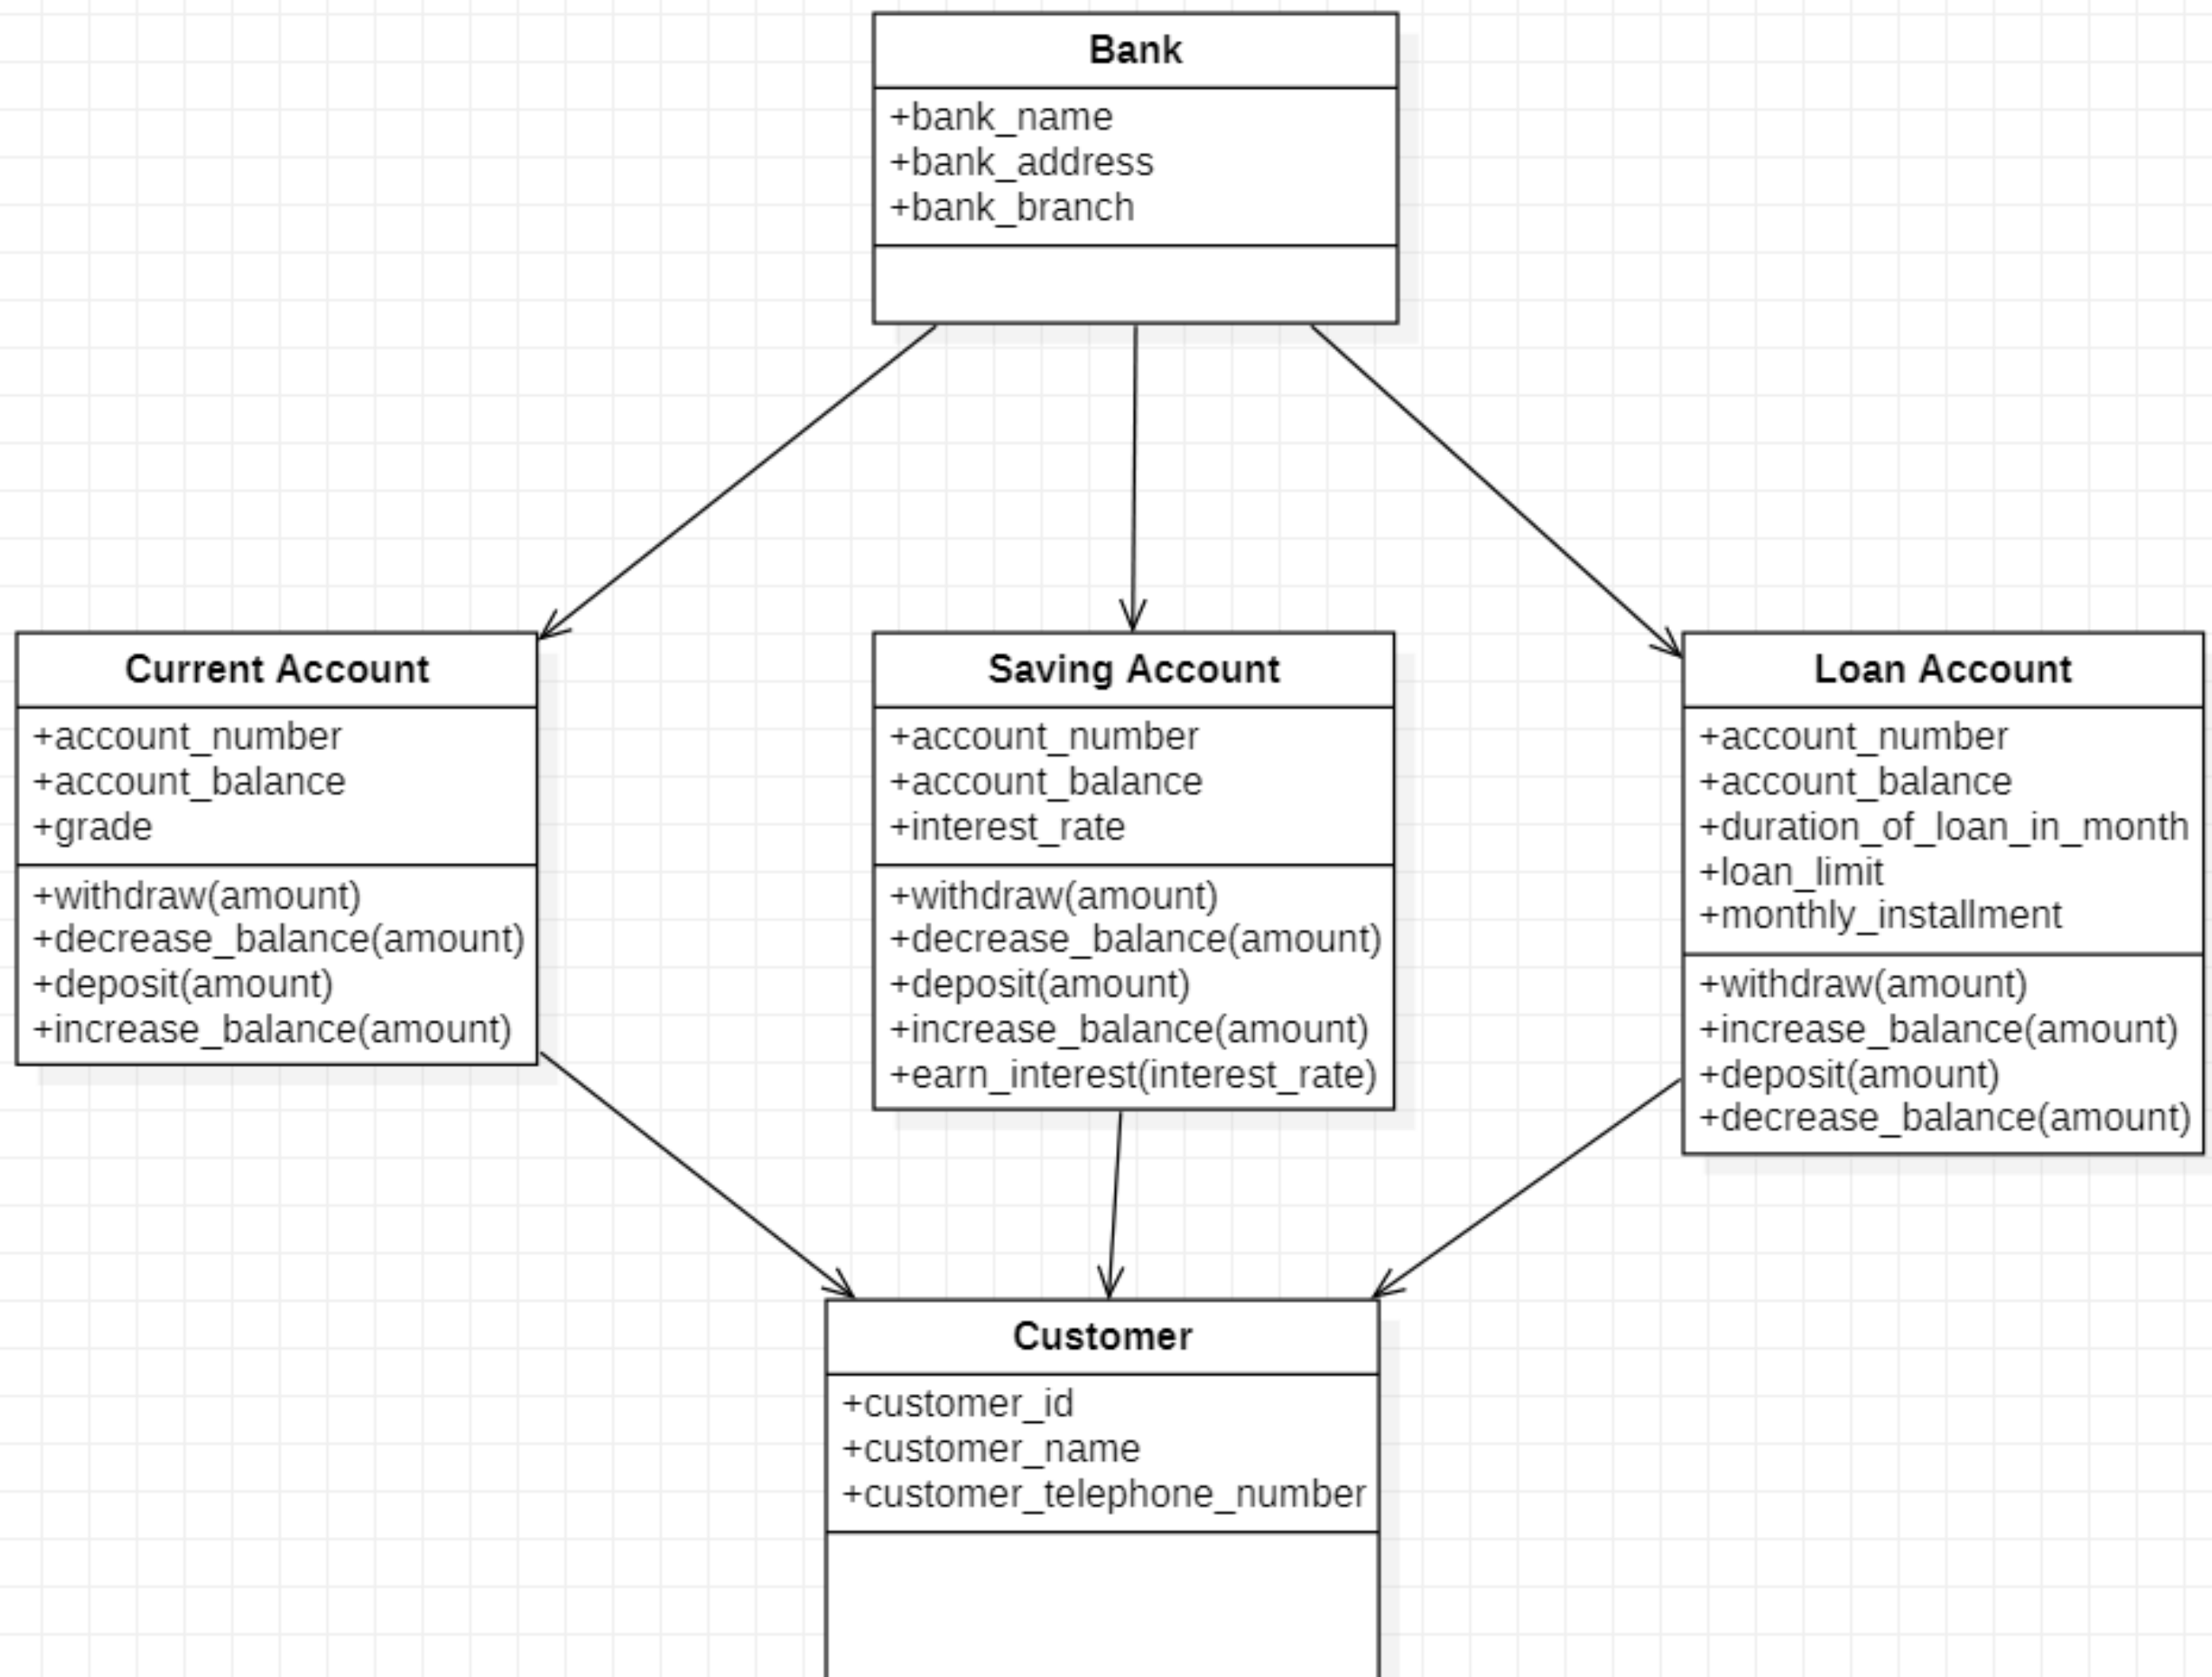 Bank
+bank_name
+bank_address
+bank_branch
Current Account
+account_number
+account_balance
+grade
+withdraw(amount)
+decrease_balance(amount)
+deposit(amount)
+increase_balance(amount)
Saving Account
+account_number
+account_balance
+interest_rate
+withdraw(amount)
+decrease_balance(amount)
+deposit(amount)
+increase_balance(amount)
+earn_interest(interest_rate)
Loan Account
+account_number
+account_balance
+duration_of_loan_in_month
+loan_limit
+monthly_installment
+withdraw(amount)
+increase_balance(amount)
+deposit(amount)
+decrease_balance(amount)
Customer
+customer_id
+customer_name
+customer_telephone_number